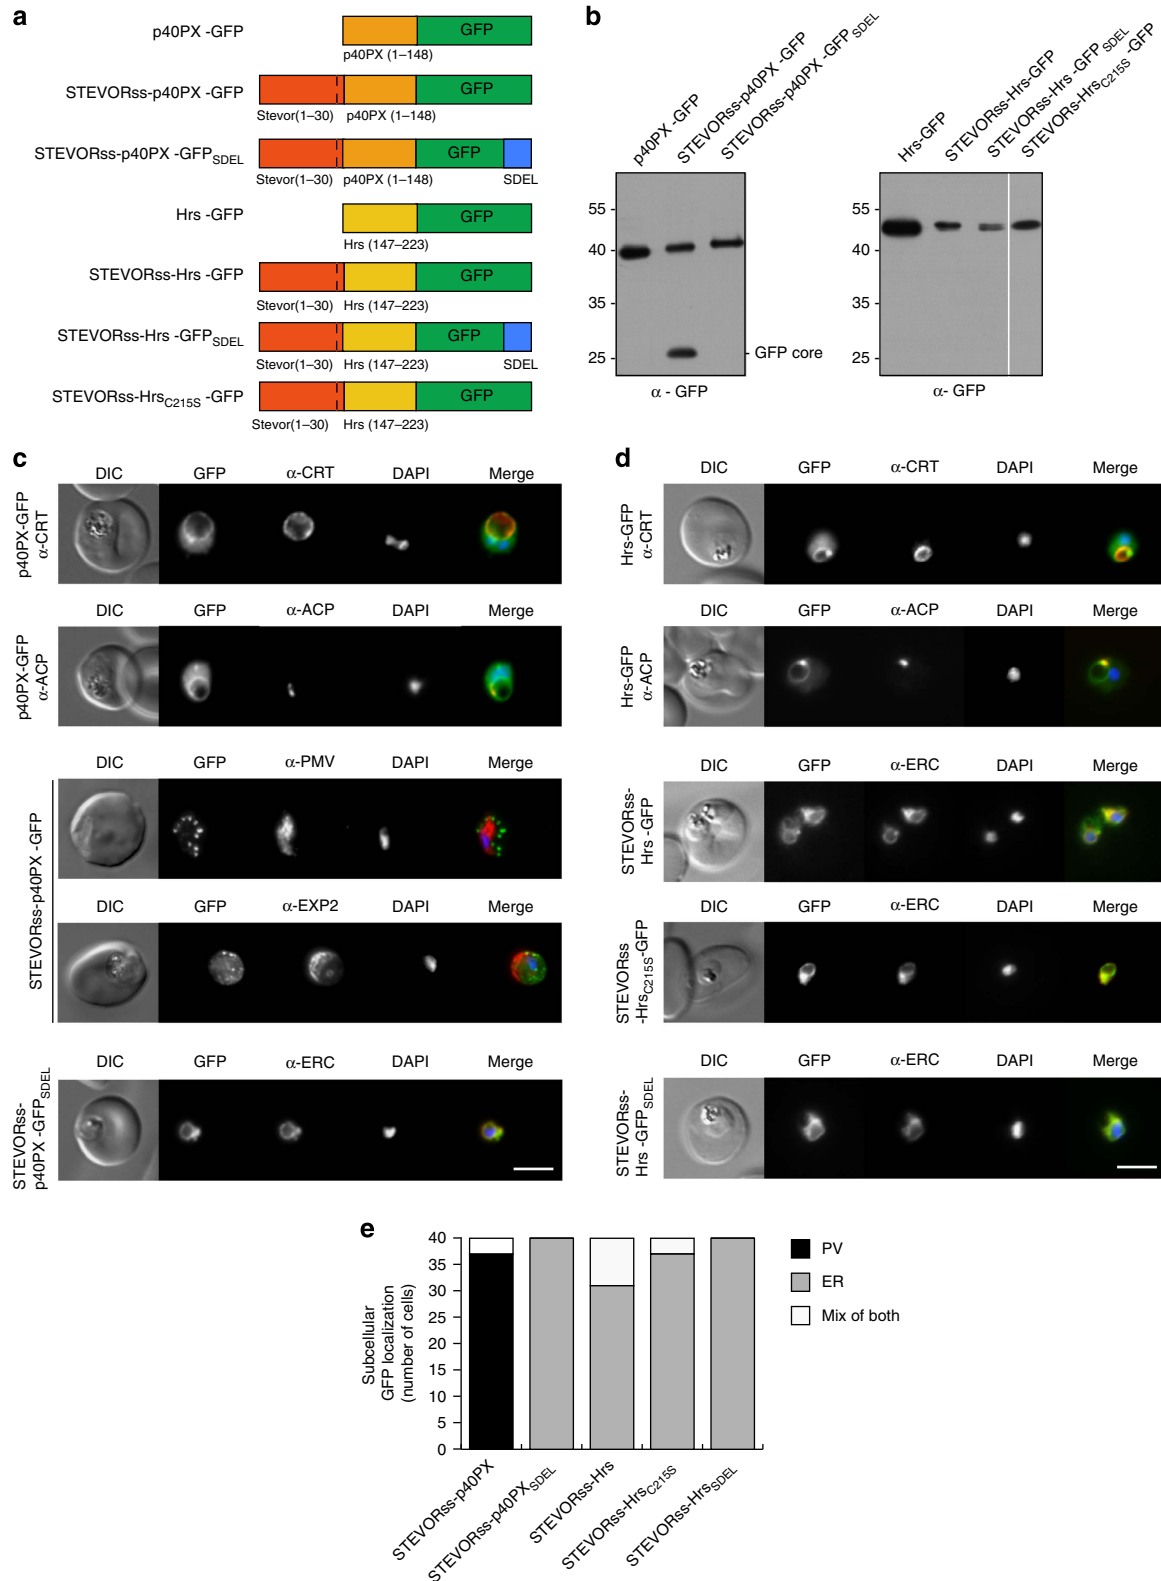 a
p40PX -GFP
GFP
p40PX (1–148)
STEVORss-p40PX -GFP
GFP
Stevor(1–30) p40PX (1–148)
STEVORss-p40PX -GFPSDEL
GFP
Stevor(1–30) p40PX (1–148) SDEL
Hrs -GFP
GFP
Hrs (147–223)
STEVORss-Hrs -GFP
GFP
Stevor(1–30) Hrs (147–223)
STEVORss-Hrs -GFPSDEL
GFP
Stevor(1–30) Hrs (147–223) SDEL
STEVORss-HrsC215S -GFP
GFP
Stevor(1–30) Hrs (147–223)
b
p40PX -GFP
STEVORss-p40PX -GFP
STEVORss-p40PX -GFPSDEL
55
40
35
25
GFP core
α - GFP
Hrs-GFP
STEVORss-Hrs-GFP
STEVORss-Hrs -GFPSDEL
STEVORs-HrsC215S -GFP
55
40
35
25
α- GFP
c
DIC GFP α-CRT DAPI Merge
p40PX-GFP
α-CRT
DIC GFP α-ACP DAPI Merge
p40PX-GFP
α-ACP
STEVORss-p40PX -GFP
DIC GFP α-PMV DAPI Merge
DIC GFP α-EXP2 DAPI Merge
DIC GFP α-ERC DAPI Merge
STEVORss-
p40PX -GFPSDEL
d
DIC GFP α-CRT DAPI Merge
Hrs-GFP
α-CRT
DIC GFP α-ACP DAPI Merge
Hrs-GFP
α-ACP
DIC GFP α-ERC DAPI Merge
STEVORss-
Hrs -GFP
DIC GFP α-ERC DAPI Merge
STEVORss
-HrsC215S-GFP
DIC GFP α-ERC DAPI Merge
STEVORss-
Hrs -GFPSDEL
e
Subcellular
GFP localization
(number of cells)
40
35
30
25
20
15
10
5
0
STEVORss-p40PX
STEVORss-p40PXSDEL
STEVORss-Hrs
STEVORss-HrsC215S
STEVORss-HrsSDEL
PV
ER
Mix of both